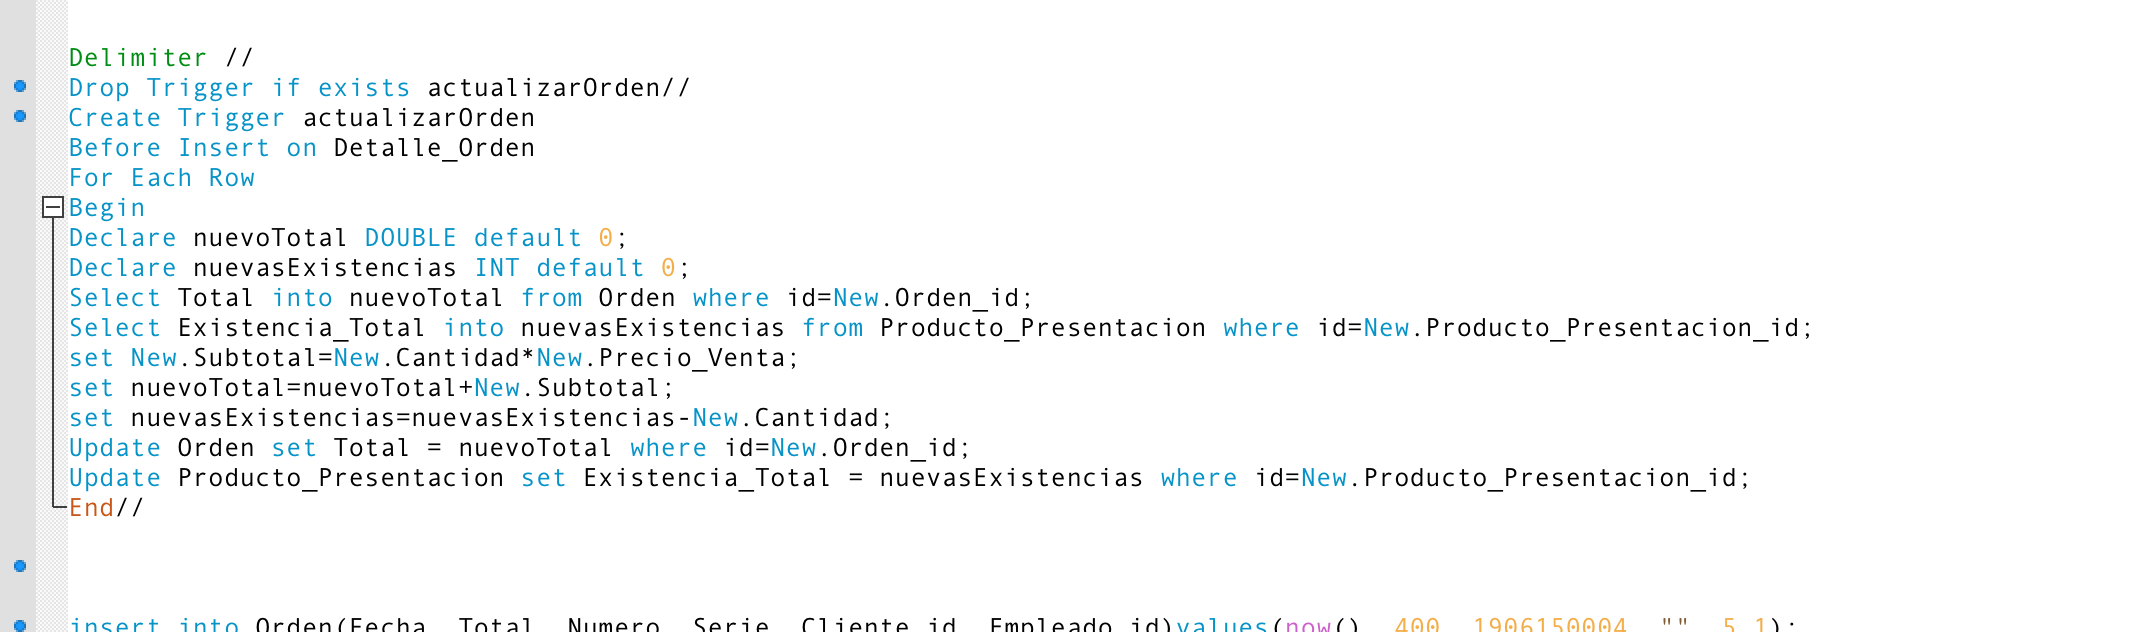 Delimiter //
Drop Trigger if exists actualizarOrden//
Create Trigger actualizarOrden
Before Insert on Detalle_Orden
For Each Row
Begin
Declare nuevoTotal DOUBLE default 0;
Declare nuevasExistencias INT default 0;
Select Total into nuevoTotal from Orden where id=New.Orden_id;
Select Existencia_Total into nuevasExistencias from Producto_Presentacion where id=New.Producto_Presentacion_id;
set New.Subtotal=New.Cantidad*New.Precio_Venta;
set nuevoTotal=nuevoTotal+New.Subtotal;
set nuevasExistencias=nuevasExistencias-New.Cantidad;
Update Orden set Total = nuevoTotal where id=New.Orden_id;
Update Producto_Presentacion set Existencia_Total = nuevasExistencias where id=New.Producto_Presentacion_id;
End//
insert into Orden(Fecha, Total, Numero, Serie, Cliente_id, Empleado_id)values(now(), 400, 1906150004, "", 5,1);